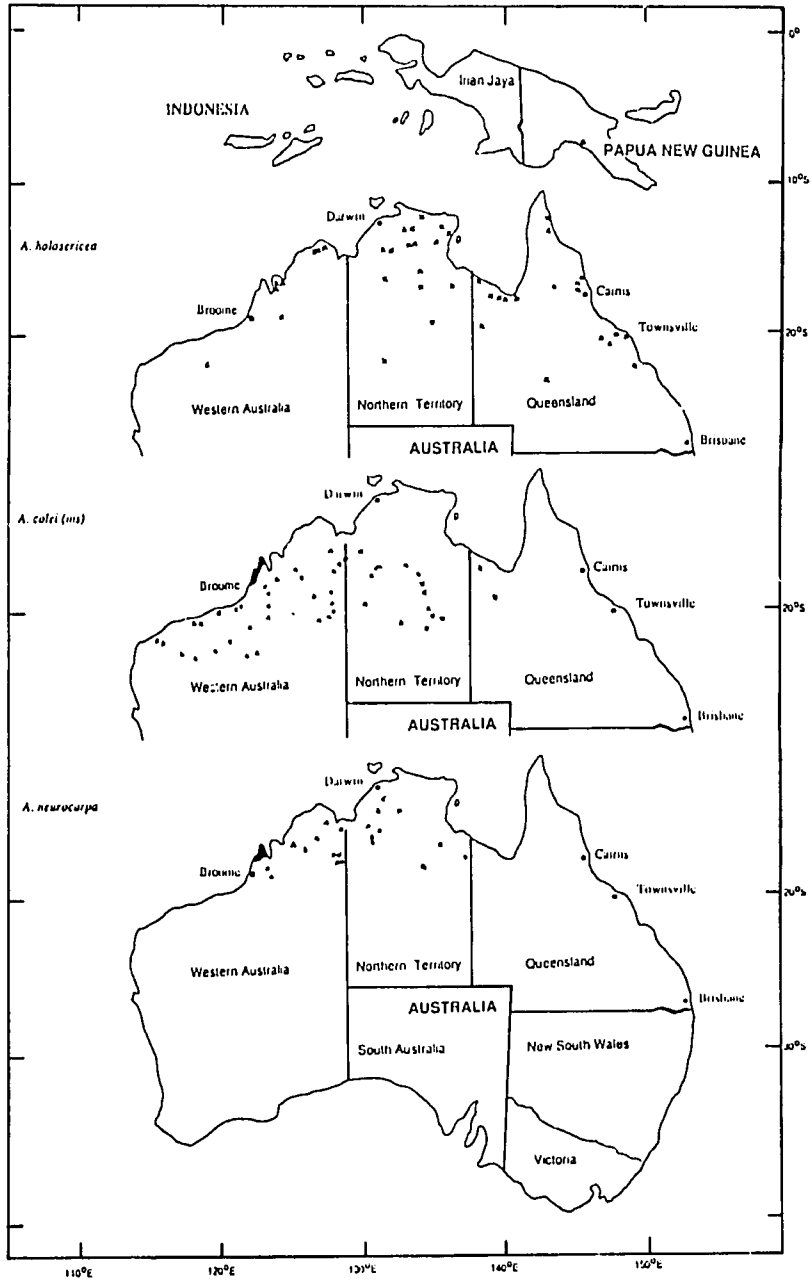 0°
Irian Jaya
INDONESIA
PAPUA NEW GUINEA
10°S
Darwin
A. holosericea
Cairns
Broome
Townsville
20°S
Western Australia
Northern Territory
Queensland
Brisbane
AUSTRALIA
Darwin
A. colei (ms)
Cairns
Broome
Townsville
20°S
Western Australia
Northern Territory
Queensland
Brisbane
AUSTRALIA
Darwin
A. neurocarpa
Cairns
Broome
Townsville
20°S
Western Australia
Northern Territory
Queensland
Brisbane
AUSTRALIA
South Australia
New South Wales
30°S
Victoria
110°E 120°E 130°E 140°E 150°E